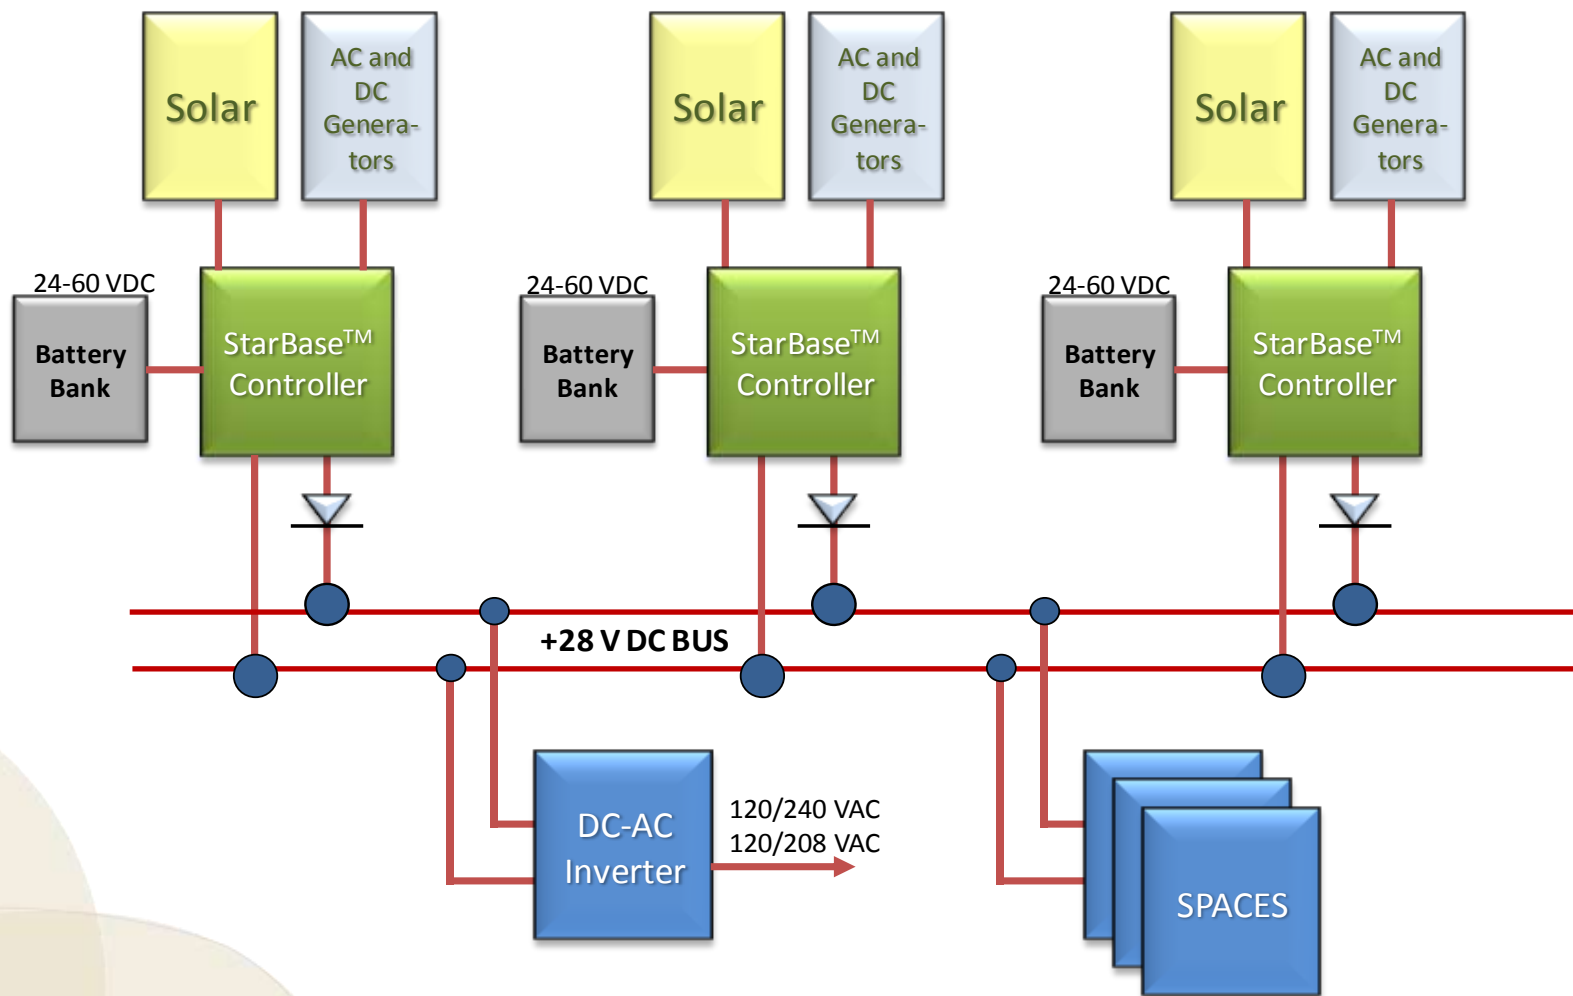 Solar
AC and
DC
Genera-
tors
Solar
AC and
DC
Genera-
tors
Solar
AC and
DC
Genera-
tors
24-60 VDC
Battery
Bank
StarBase™
Controller
24-60 VDC
Battery
Bank
StarBase™
Controller
24-60 VDC
Battery
Bank
StarBase™
Controller
+28 V DC BUS
DC-AC
Inverter
120/240 VAC
120/208 VAC
SPACES